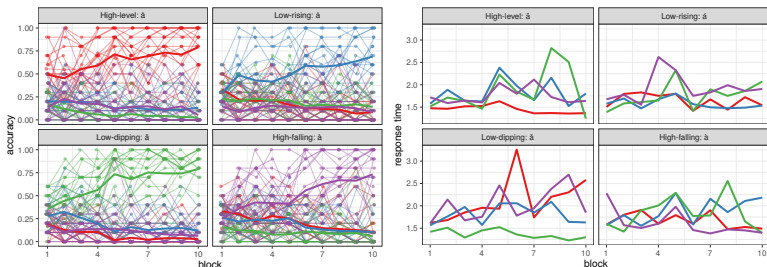 High-level: á
Low-rising: á
High-level: á
Low-rising: á
accuracy
1.00
0.75
0.50
0.25
0.00
response time
3.0
2.5
2.0
1.5
Low-dipping: á
High-falling: á
Low-dipping: á
High-falling: á
1.00
0.75
0.50
0.25
0.00
3.0
2.5
2.0
1.5
1 4 7 10 1 4 7 10
1 4 7 10 1 4 7 10
block
block